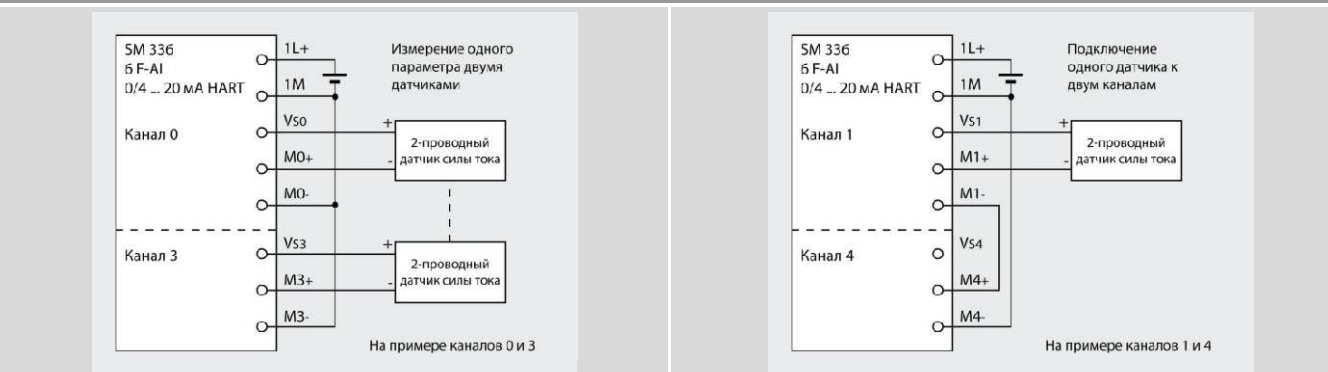 SM 336
6 F-AI
0/4 ... 20 мА HART
Канал 0
Канал 3
1L+
1M
Vs0
M0+
M0-
Vs3
M3+
M3-
Измерение одного
параметра двумя
датчиками
+
-
2-проводный
датчик силы тока
+
-
2-проводный
датчик силы тока
На примере каналов 0 и 3
SM 336
6 F-AI
0/4 ... 20 мА HART
Канал 1
Канал 4
1L+
1M
Vs1
M1+
M1-
Vs4
M4+
M4-
Подключение
одного датчика к
двум каналам
+
-
2-проводный
датчик силы тока
На примере каналов 1 и 4